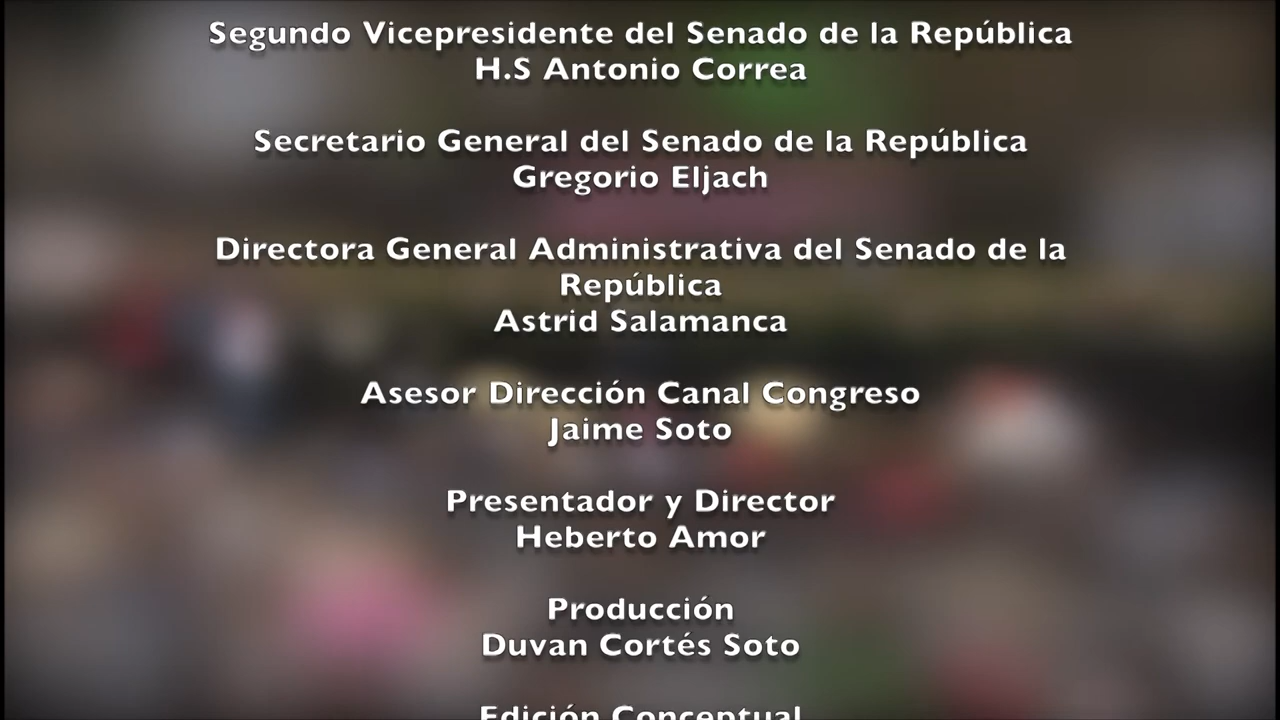 Segundo Vicepresidente del Senado de la República
H.S Antonio Correa
Secretario General del Senado de la República
Gregorio Eljach
Directora General Administrativa del Senado de la
República
Astrid Salamanca
Asesor Dirección Canal Congreso
Jaime Soto
Presentador y Director
Heberto Amor
Producción
Duvan Cortés Soto
Edición Conceptual